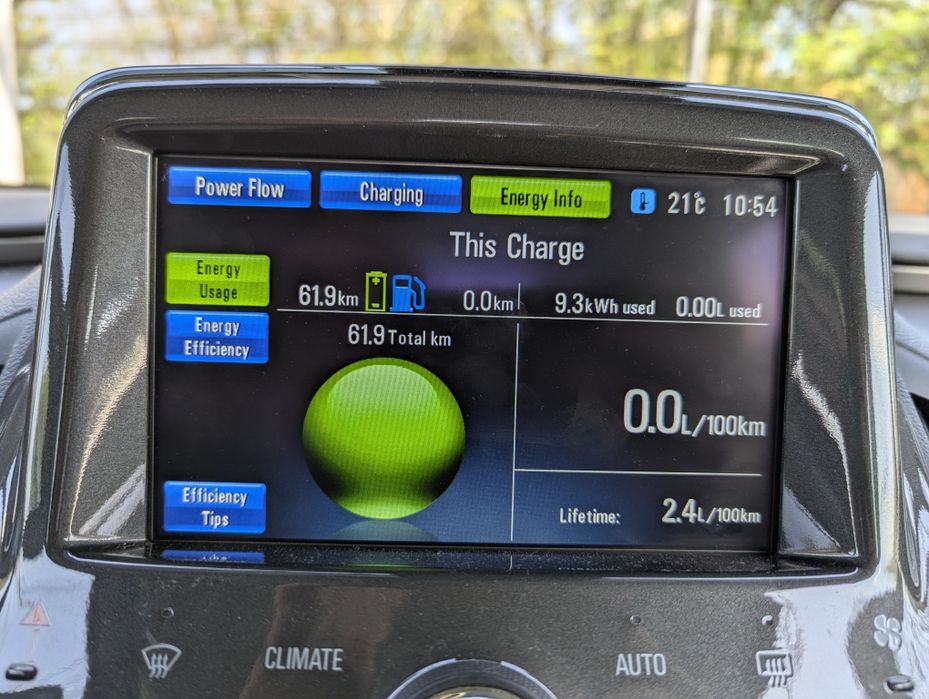 Power Flow Charging Energy Info 21°C 10:54
This Charge
Energy
Usage
61.9km 0.0km 9.3kWh used 0.00L used
Energy
Efficiency
61.9 Total km
0.0L/100km
Efficiency
Tips
Lifetime: 2.4L/100km
CLIMATE AUTO